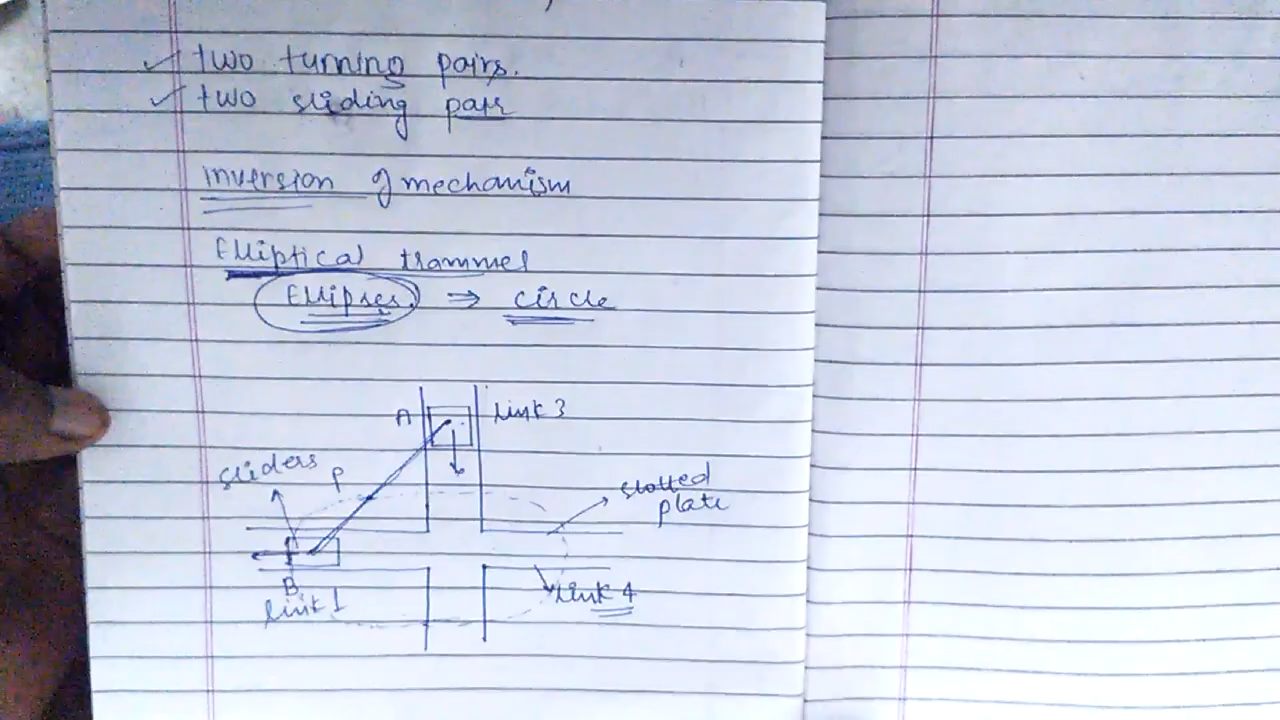 two turning pairs.
two sliding pair
inversion of mechanism
Elliptical trammel
Ellipses ⇒ circle
A
link 3
sliders
P
slotted
plate
B
link 1
link 4